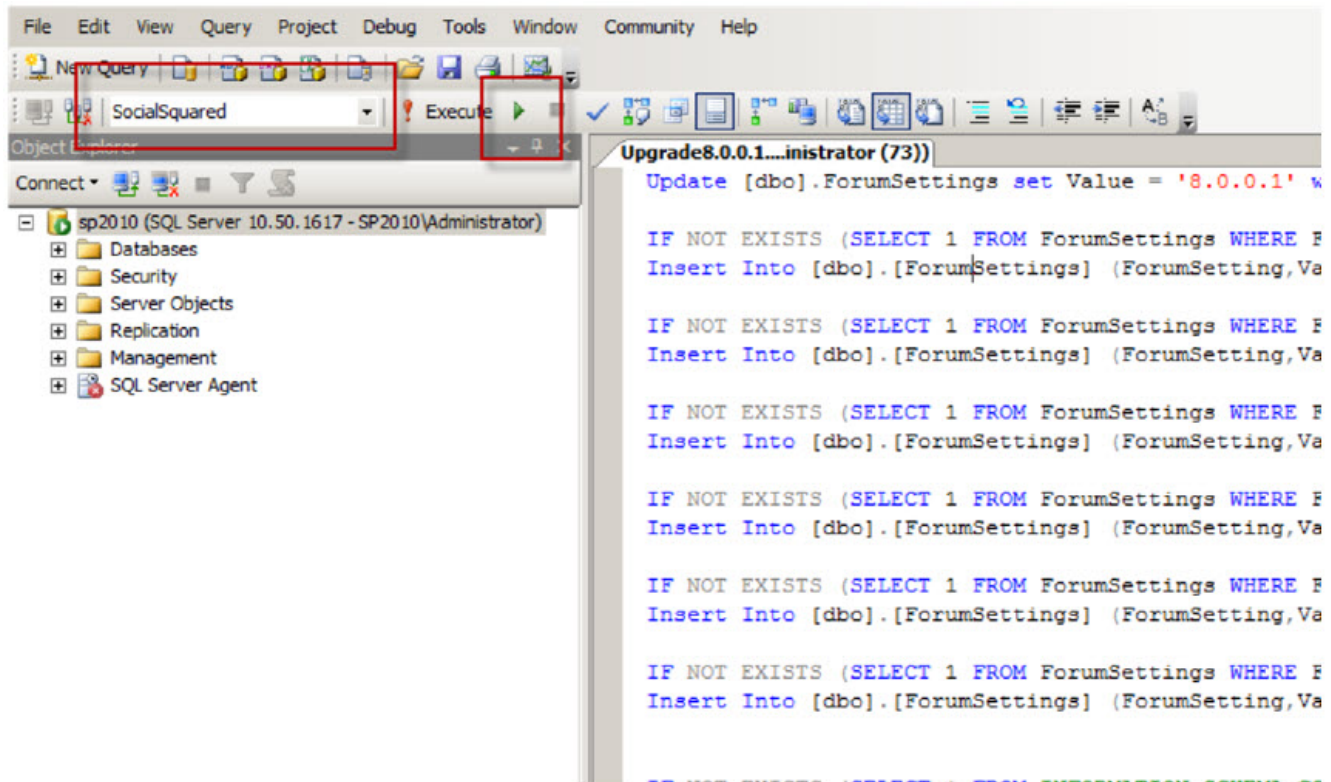 File Edit View Query Project Debug Tools Window Community Help
New Query
SocialSquared Execute
Object Explorer
Upgrade8.0.0.1....inistrator (73))
Connect
sp2010 (SQL Server 10.50.1617 - SP2010\Administrator)
Databases
Security
Server Objects
Replication
Management
SQL Server Agent
Update [dbo].ForumSettings set Value = '8.0.0.1' w
IF NOT EXISTS (SELECT 1 FROM ForumSettings WHERE F
Insert Into [dbo].[ForumSettings] (ForumSetting,Va
IF NOT EXISTS (SELECT 1 FROM ForumSettings WHERE F
Insert Into [dbo].[ForumSettings] (ForumSetting,Va
IF NOT EXISTS (SELECT 1 FROM ForumSettings WHERE F
Insert Into [dbo].[ForumSettings] (ForumSetting,Va
IF NOT EXISTS (SELECT 1 FROM ForumSettings WHERE F
Insert Into [dbo].[ForumSettings] (ForumSetting,Va
IF NOT EXISTS (SELECT 1 FROM ForumSettings WHERE F
Insert Into [dbo].[ForumSettings] (ForumSetting,Va
IF NOT EXISTS (SELECT 1 FROM ForumSettings WHERE F
Insert Into [dbo].[ForumSettings] (ForumSetting,Va